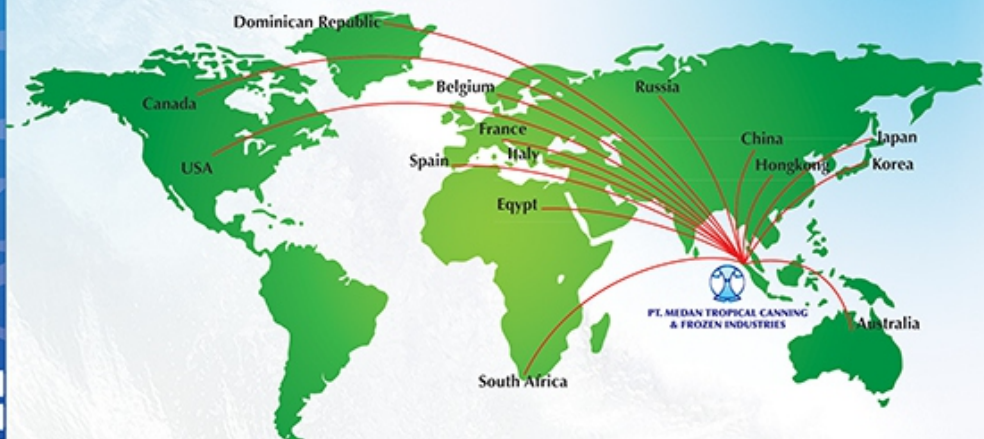 Dominican Republic
Canada
Belgium
Russia
France
China
Japan
USA
Spain
Italy
Hongkong
Korea
Eqypt
PT. MEDAN TROPICAL CANNING
& FROZEN INDUSTRIES
Australia
South Africa